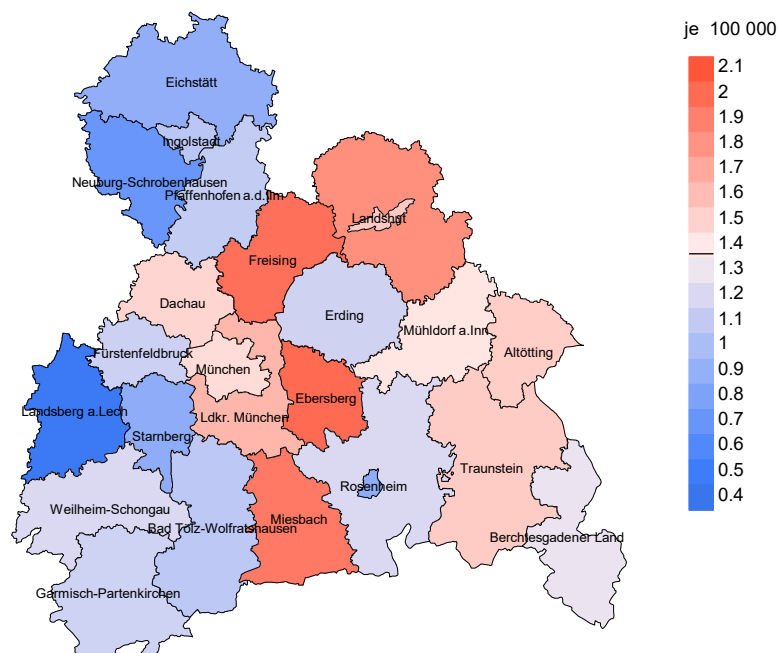 je 100 000
2.1
2
1.9
1.8
1.7
1.6
1.5
1.4
1.3
1.2
1.1
1
0.9
0.8
0.7
0.6
0.5
0.4
Eichstätt
Ingolstadt
Neuburg-Schrobenhausen
Pfaffenhofen a.d.Ilm
Landshut
Freising
Dachau
Erding
Mühldorf a.Inn
Fürstenfeldbruck
Altötting
München
Ebersberg
Landsberg a.Lech
Ldkr. München
Starnberg
Traunstein
Rosenheim
Weilheim-Schongau
Miesbach
Bad Tölz-Wolfratshausen
Berchtesgadener Land
Garmisch-Partenkirchen